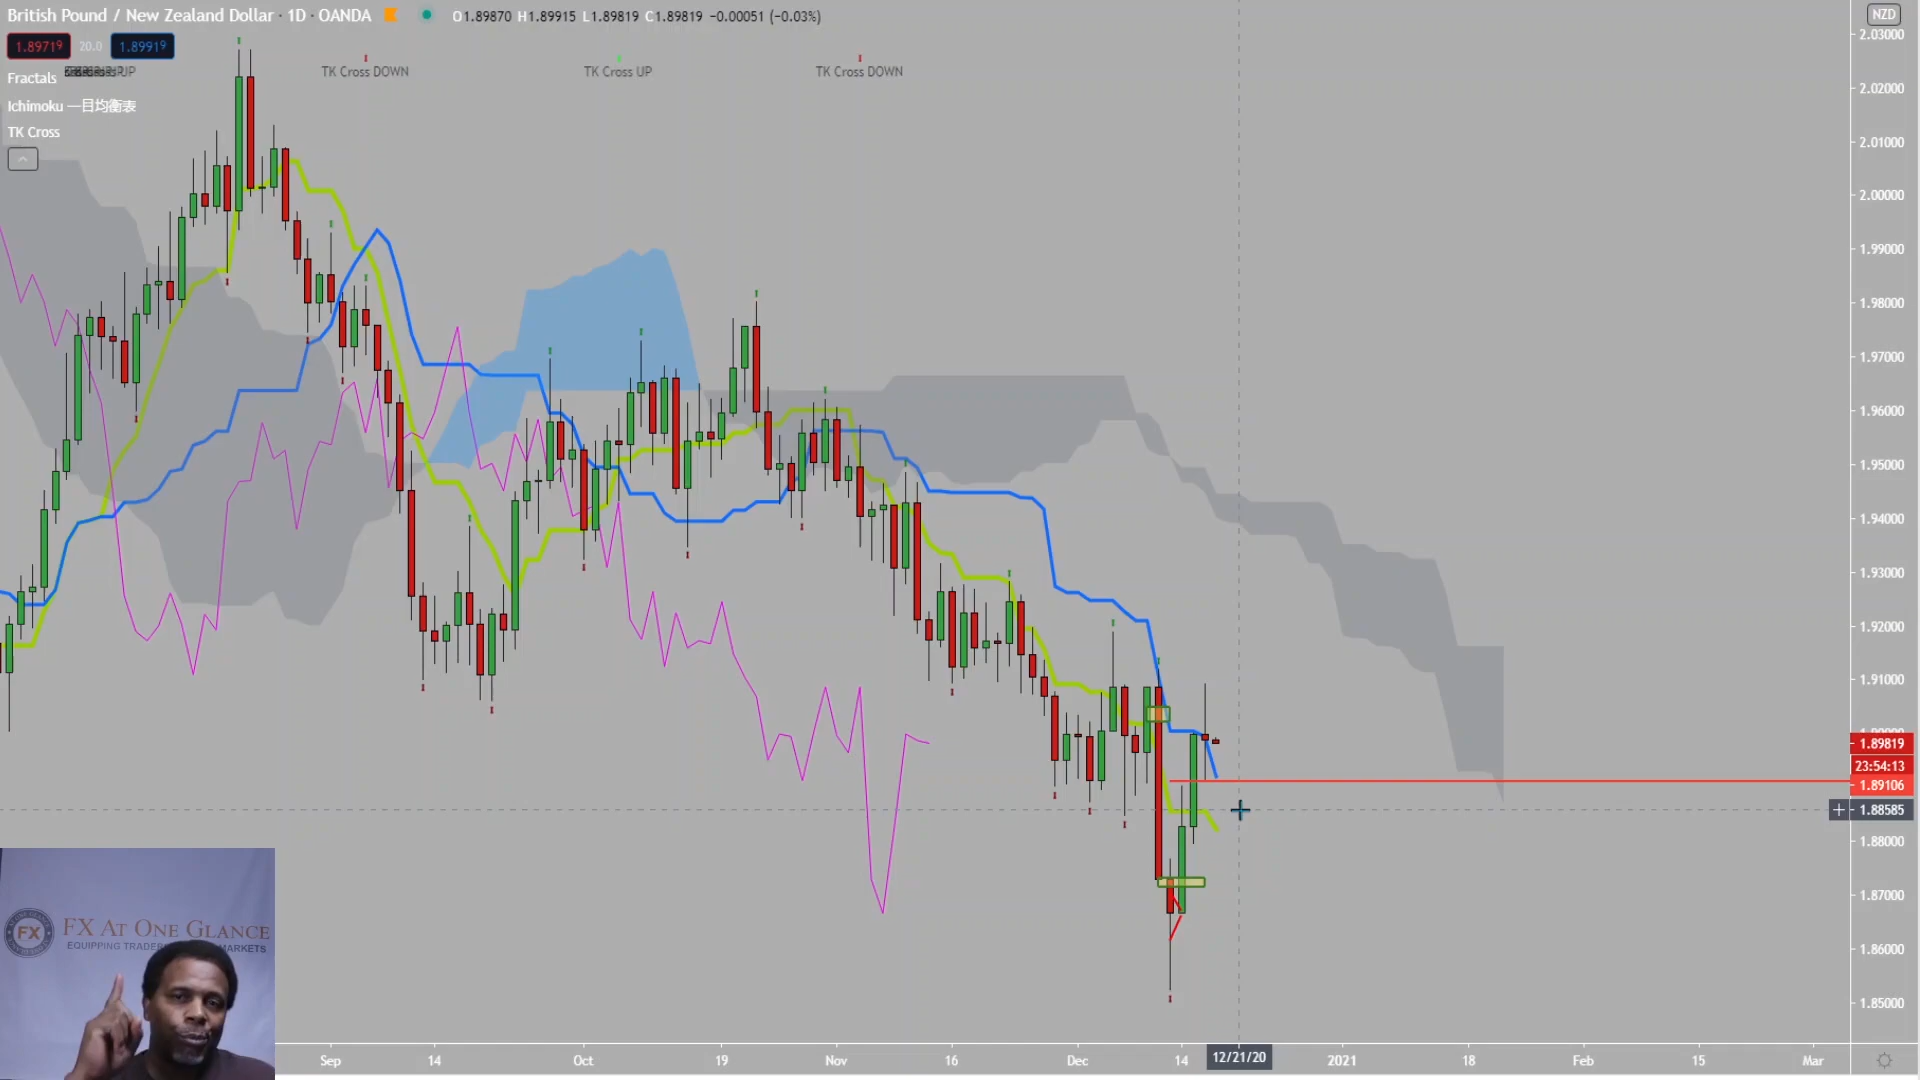 British Pound / New Zealand Dollar · 1D · OANDA O1.89870 H1.89915 L1.89819 C1.89819 −0.00051 (−0.03%)
1.89719 20.0 1.89919
Fractals
Ichimoku 一目均衡表
TK Cross
TK Cross DOWN
TK Cross UP
TK Cross DOWN
NZD
2.03000
2.02000
2.01000
2.00000
1.99000
1.98000
1.97000
1.96000
1.95000
1.94000
1.93000
1.92000
1.91000
1.89819
23:54:13
1.89106
1.88585
1.88000
1.87000
1.86000
1.85000
FX
FX AT ONE GLANCE
Sep
14
Oct
19
Nov
16
Dec
14
12/21/20
2021
18
Feb
15
Mar